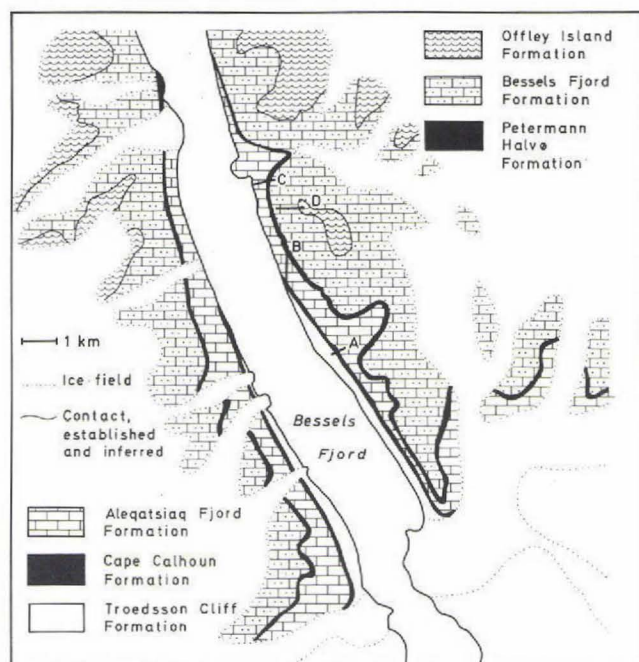 Offley Island
Formation
Bessels Fjord
Formation
Petermann
Halvø
Formation
C
D
B
A
1 km
Ice field
Contact,
established
and inferred
Bessels
Fjord
Aleqatsiaq Fjord
Formation
Cape Calhoun
Formation
Troedsson Cliff
Formation